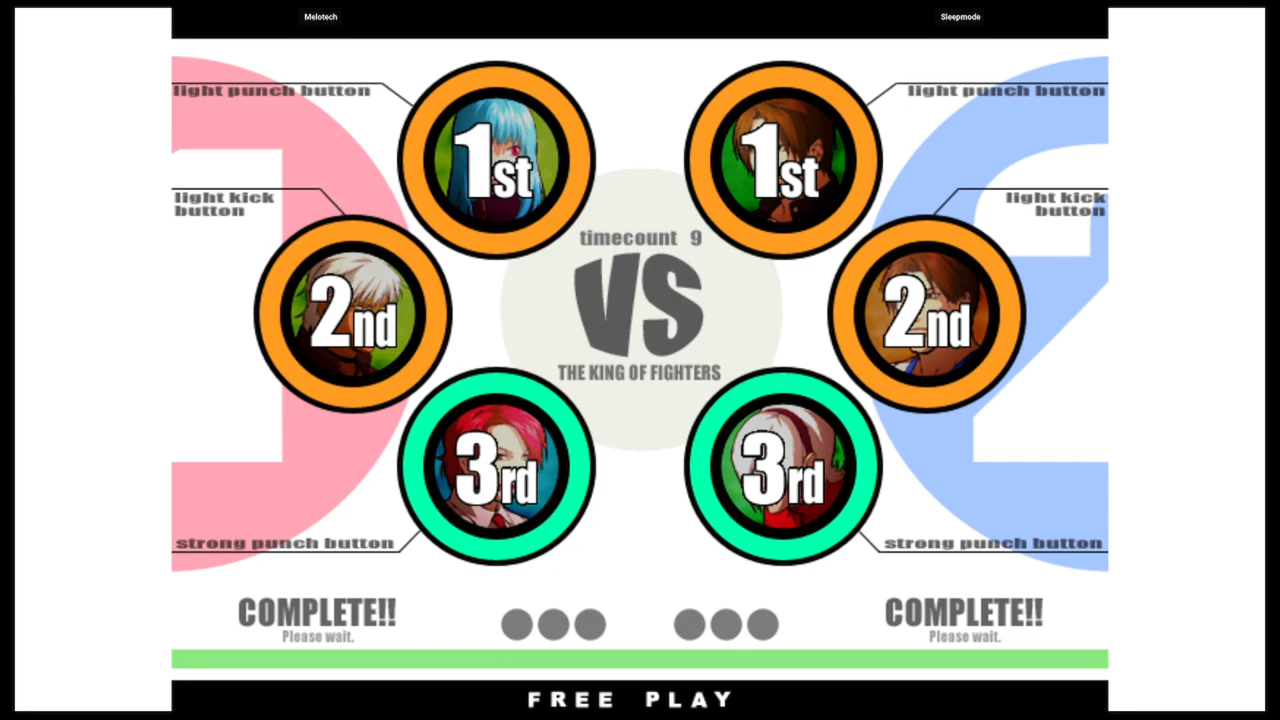 Melotech
Sleepmode
light punch button
light punch button
1st
1st
light kick
button
light kick
button
timecount 9
VS
THE KING OF FIGHTERS
2nd
2nd
3rd
3rd
strong punch button
strong punch button
COMPLETE!!
Please wait.
COMPLETE!!
Please wait.
FREE PLAY